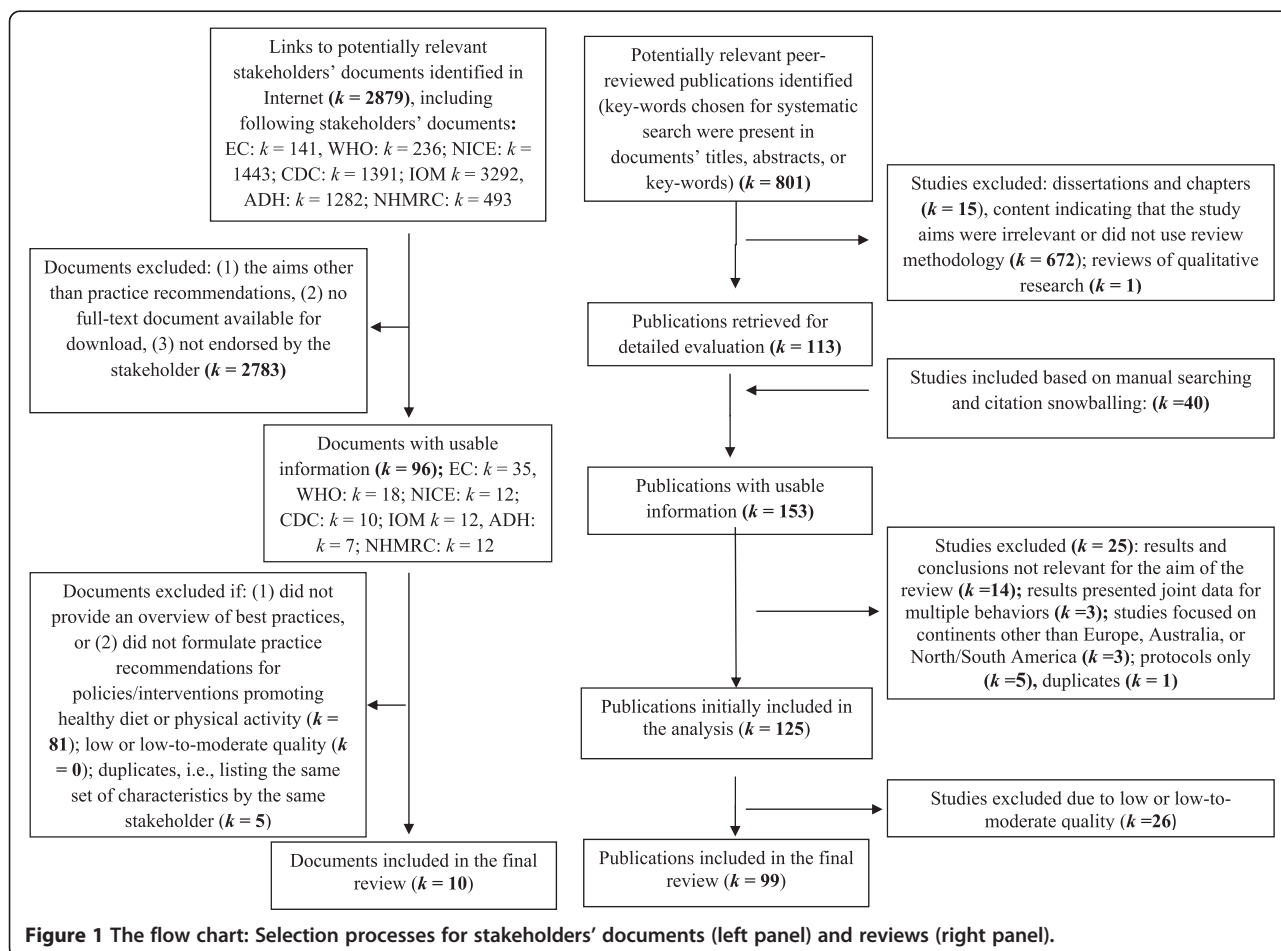 Links to potentially relevant
stakeholders’ documents identified in
Internet (k = 2879), including
following stakeholders’ documents:
EC: k = 141, WHO: k = 236; NICE: k =
1443; CDC: k = 1391; IOM k = 3292,
ADH: k = 1282; NHMRC: k = 493
Documents excluded: (1) the aims other
than practice recommendations, (2) no
full-text document available for
download, (3) not endorsed by the
stakeholder (k = 2783)
Documents with usable
information (k = 96); EC: k = 35,
WHO: k = 18; NICE: k = 12;
CDC: k = 10; IOM k = 12, ADH:
k = 7; NHMRC: k = 12
Documents excluded if: (1) did not
provide an overview of best practices,
or (2) did not formulate practice
recommendations for
policies/interventions promoting
healthy diet or physical activity (k =
81); low or low-to-moderate quality (k
= 0); duplicates, i.e., listing the same
set of characteristics by the same
stakeholder (k = 5)
Documents included in the final
review (k = 10)
Potentially relevant peer-
reviewed publications identified
(key-words chosen for systematic
search were present in
documents’ titles, abstracts, or
key-words) (k = 801)
Studies excluded: dissertations and chapters
(k = 15), content indicating that the study
aims were irrelevant or did not use review
methodology (k = 672); reviews of qualitative
research (k = 1)
Publications retrieved for
detailed evaluation (k = 113)
Studies included based on manual searching
and citation snowballing: (k =40)
Publications with usable
information (k = 153)
Studies excluded (k = 25): results and
conclusions not relevant for the aim of the
review (k =14); results presented joint data for
multiple behaviors (k =3); studies focused on
continents other than Europe, Australia, or
North/South America (k =3); protocols only
(k =5), duplicates (k = 1)
Publications initially included in
the analysis (k = 125)
Studies excluded due to low or low-to-
moderate quality (k =26)
Publications included in the final
review (k = 99)
Figure 1 The flow chart: Selection processes for stakeholders’ documents (left panel) and reviews (right panel).